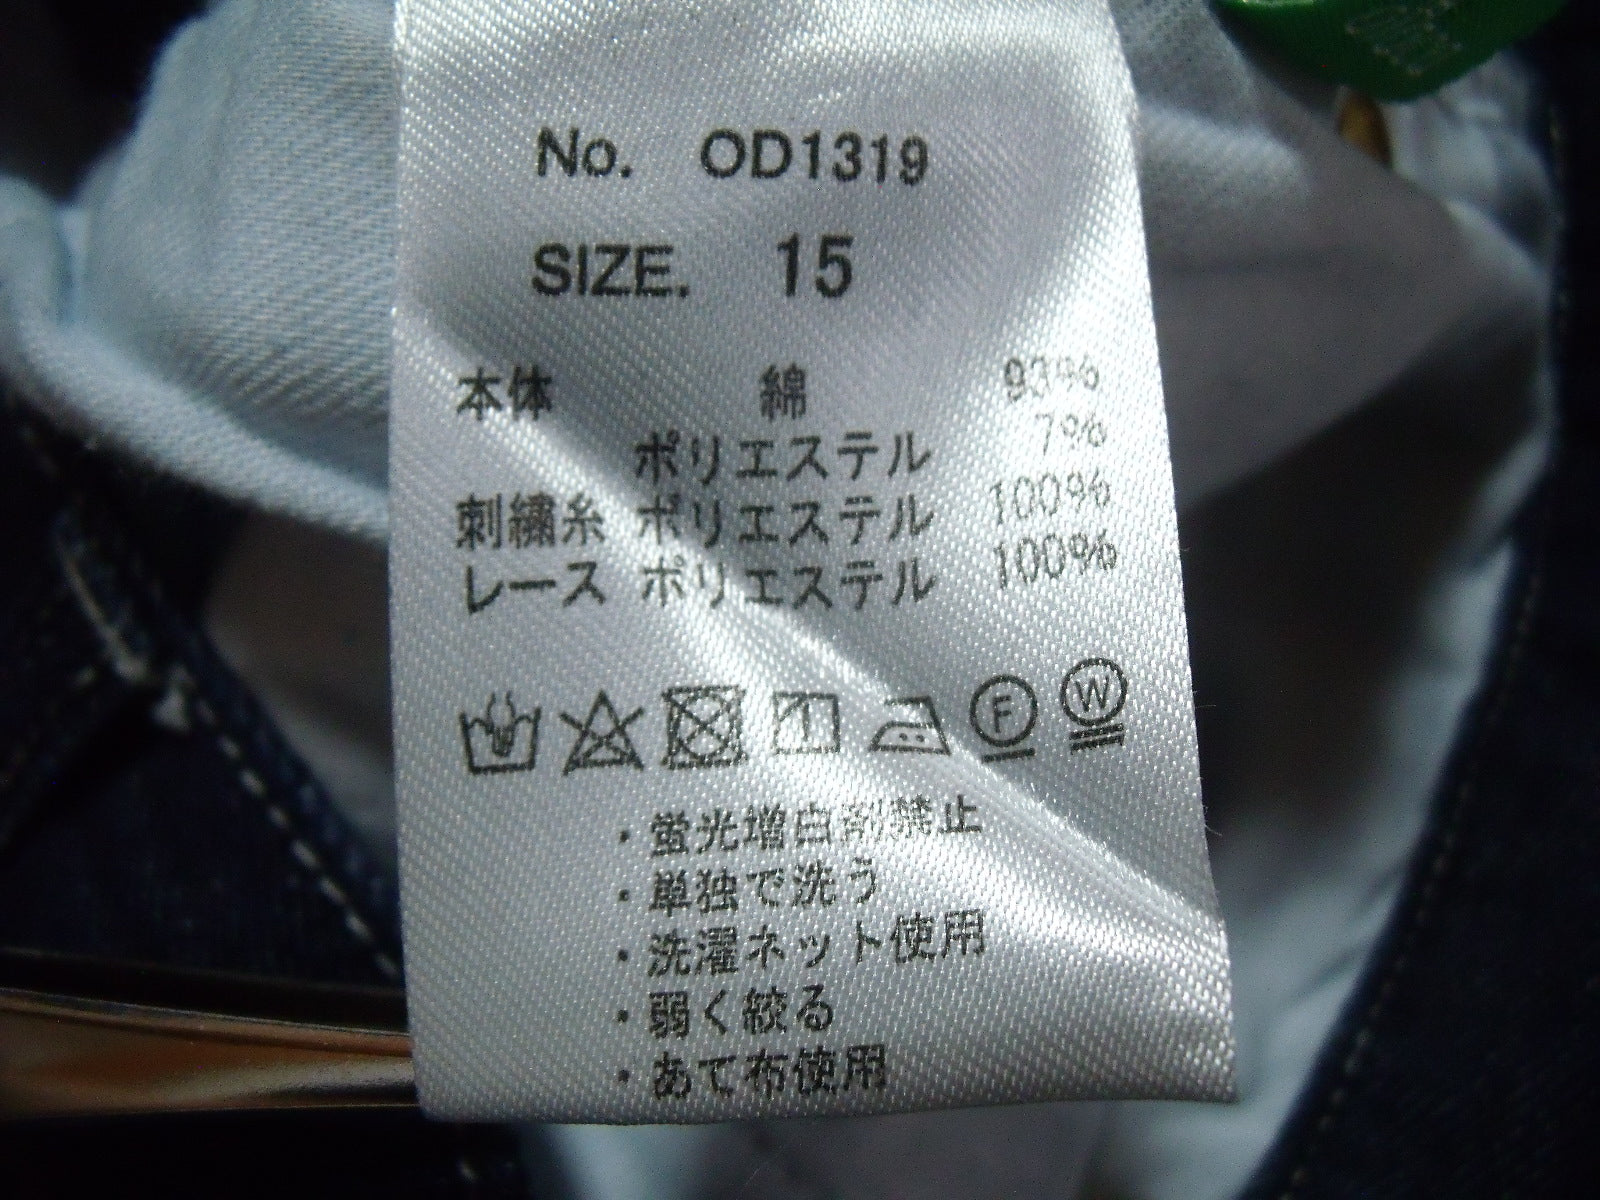 No. OD1319
SIZE. 15
本体 綿 93%
ポリエステル 7%
刺繍糸 ポリエステル 100%
レース ポリエステル 100%
F W
・蛍光増白剤禁止
・単独で洗う
・洗濯ネット使用
・弱く絞る
・あて布使用